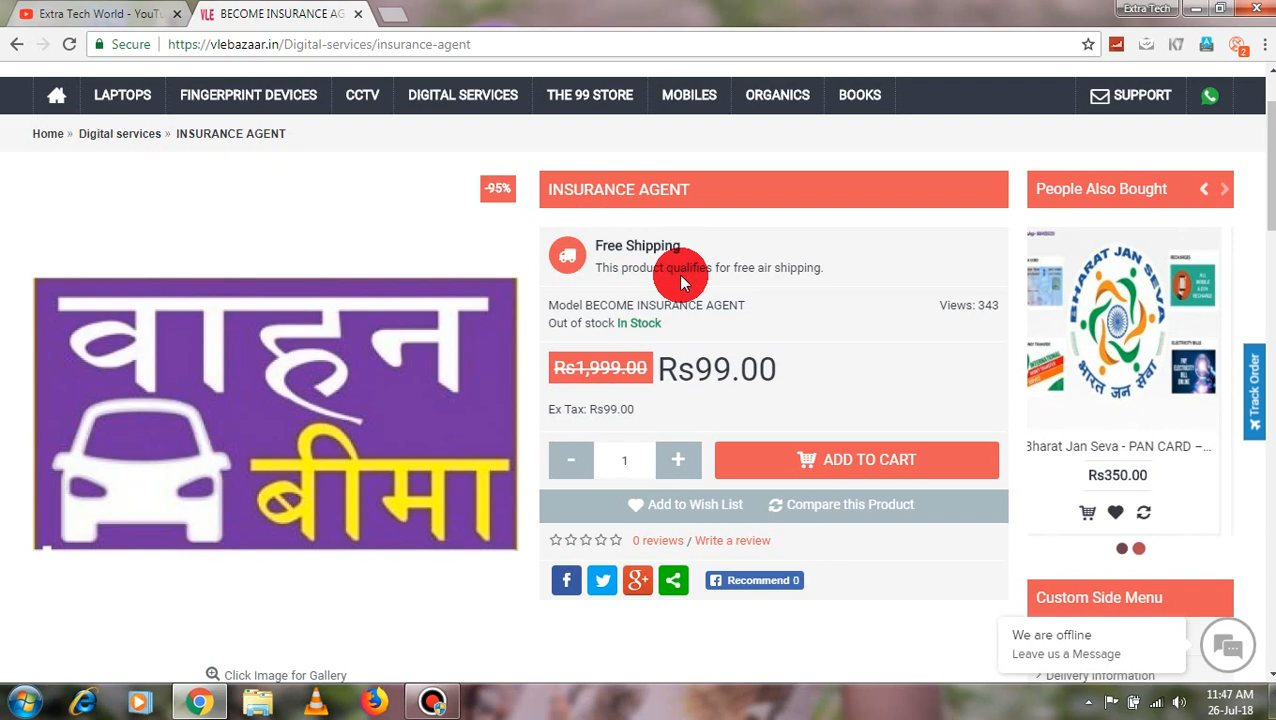 Extra Tech World - YouT
BECOME INSURANCE AG
Extra Tech
Secure
https://vlebazaar.in/Digital-services/insurance-agent
2
LAPTOPS
FINGERPRINT DEVICES
CCTV
DIGITAL SERVICES
THE 99 STORE
MOBILES
ORGANICS
BOOKS
SUPPORT
Home » Digital services » INSURANCE AGENT
-95%
वाहन
बीमा
Click Image for Gallery
INSURANCE AGENT
Free Shipping
This product qualifies for free air shipping.
Model BECOME INSURANCE AGENT
Views: 343
Out of stock In Stock
Rs1,999.00 Rs99.00
Ex Tax: Rs99.00
- 1 +
ADD TO CART
Add to Wish List
Compare this Product
0 reviews / Write a review
Recommend 0
People Also Bought
BHARAT JAN SEVA
भारत जन सेवा
Bharat Jan Seva - PAN CARD –...
Rs350.00
Track Order
Custom Side Menu
We are offline
Leave us a Message
Delivery Information
11:47 AM
26-Jul-18